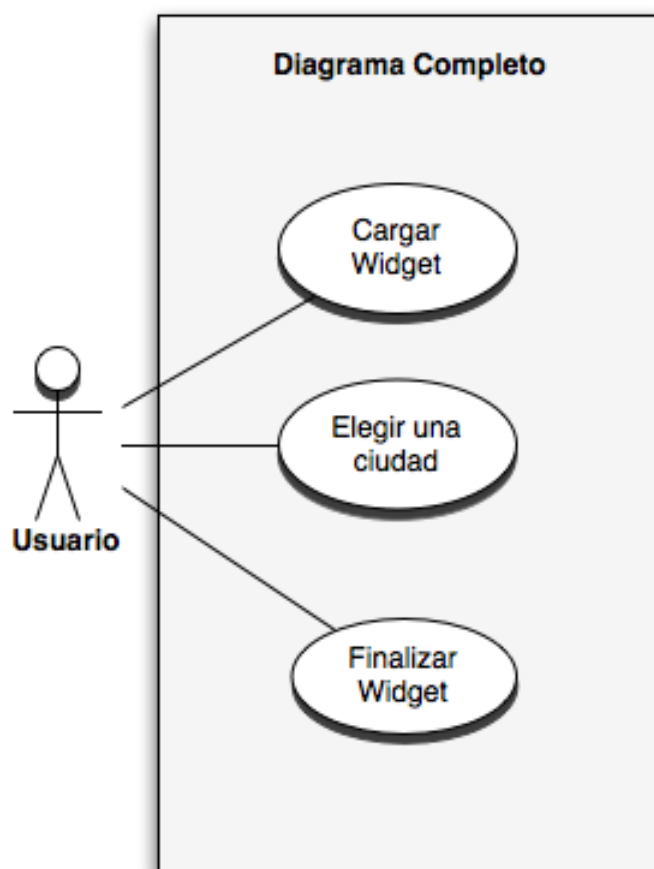 Diagrama Completo
Cargar
Widget
Elegir una
ciudad
Usuario
Finalizar
Widget